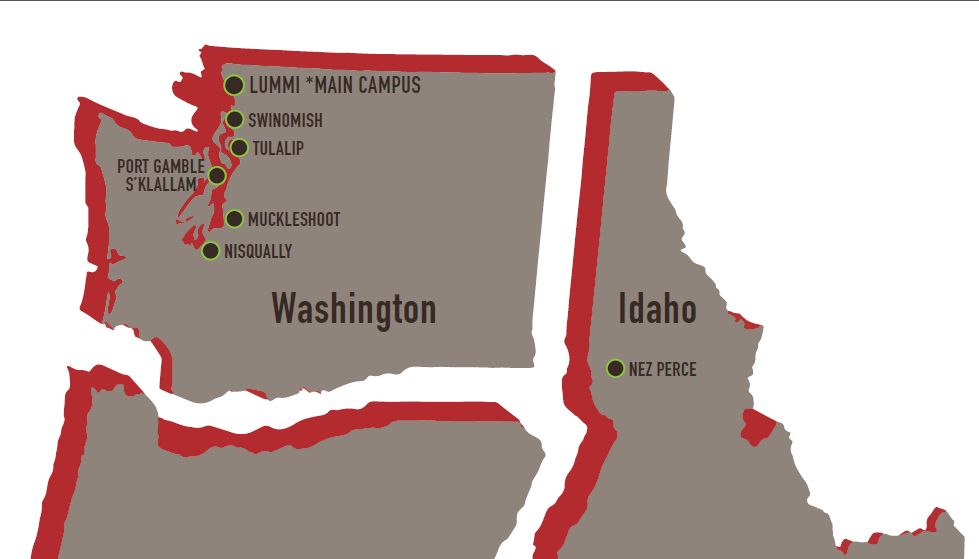 LUMMI *MAIN CAMPUS
SWINOMISH
TULALIP
PORT GAMBLE
S'KLALLAM
MUCKLESHOOT
NISQUALLY
Washington
Idaho
NEZ PERCE